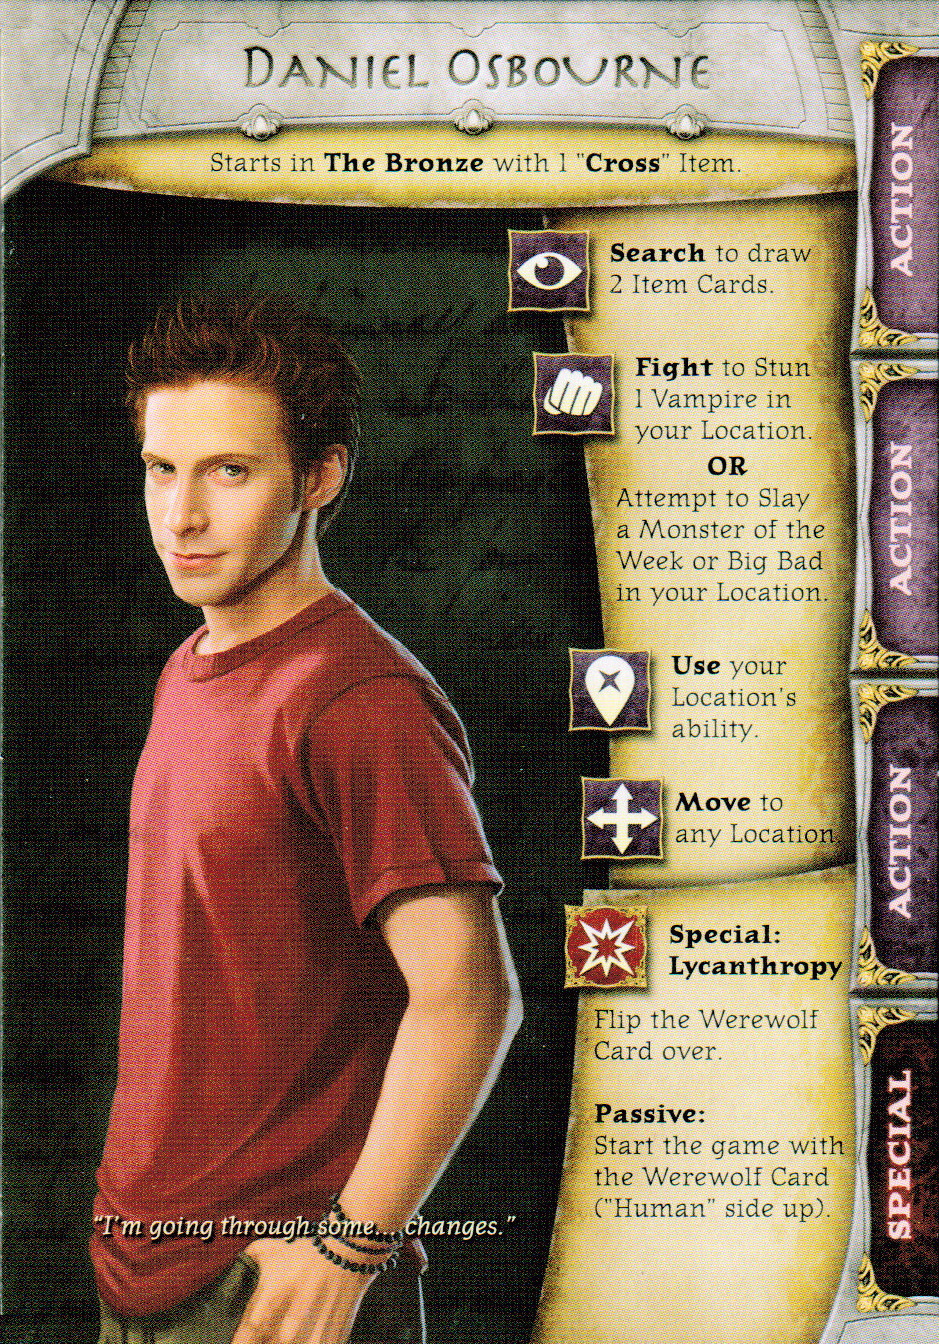 DANIEL OSBOURNE
Starts in The Bronze with 1 "Cross" Item.
Search to draw
2 Item Cards.
Fight to Stun
1 Vampire in
your Location.
OR
Attempt to Slay
a Monster of the
Week or Big Bad
in your Location.
Use your
Location's
ability.
Move to
any Location
Special:
Lycanthropy
Flip the Werewolf
Card over.
Passive:
Start the game with
the Werewolf Card
("Human" side up).
"I'm going through some... changes."
ACTION
ACTION
ACTION
SPECIAL